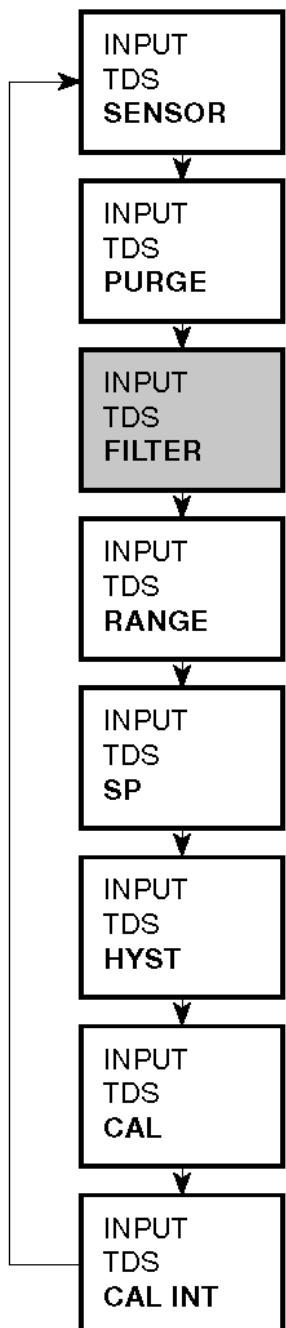 INPUT
TDS
SENSOR
INPUT
TDS
PURGE
INPUT
TDS
FILTER
INPUT
TDS
RANGE
INPUT
TDS
SP
INPUT
TDS
HYST
INPUT
TDS
CAL
INPUT
TDS
CAL INT